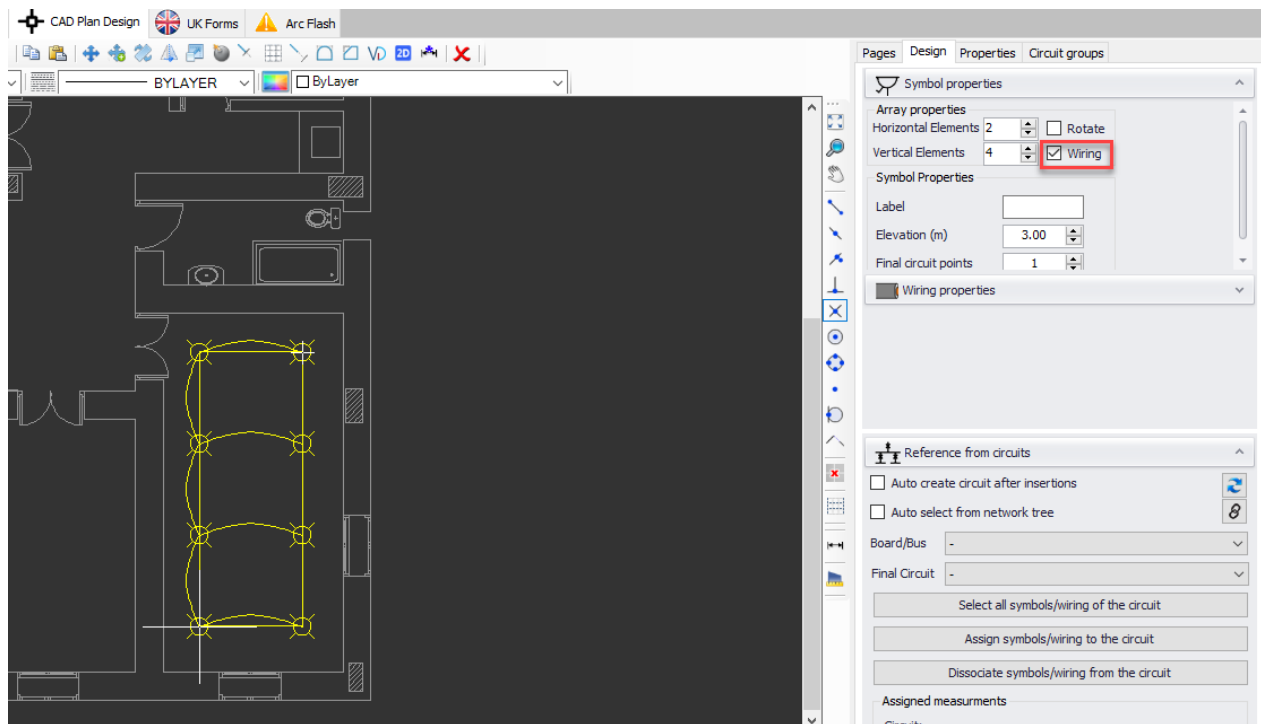 CAD Plan Design UK Forms Arc Flash
2D
BYLAYER ByLayer
Pages Design Properties Circuit groups
Symbol properties
Array properties
Horizontal Elements 2 Rotate
Vertical Elements 4 Wiring
Symbol Properties
Label
Elevation (m) 3.00
Final circuit points 1
Wiring properties
Reference from circuits
Auto create circuit after insertions
Auto select from network tree
Board/Bus -
Final Circuit -
Select all symbols/wiring of the circuit
Assign symbols/wiring to the circuit
Dissociate symbols/wiring from the circuit
Assigned measurments